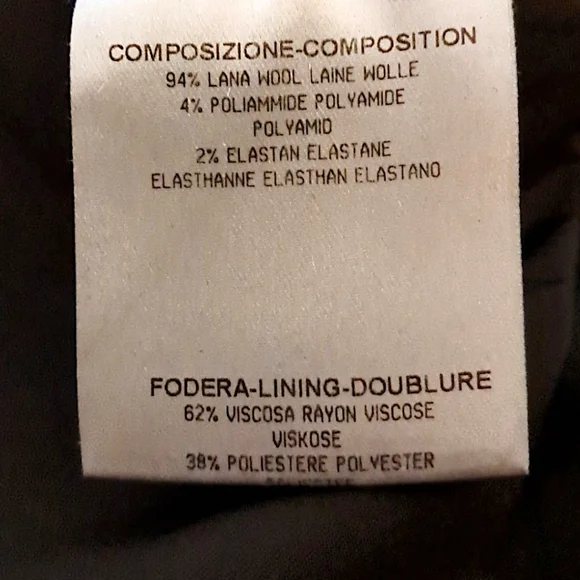 COMPOSIZIONE-COMPOSITION
94% LANA WOOL LAINE WOLLE
4% POLIAMMIDE POLYAMIDE
POLYAMID
2% ELASTAN ELASTANE
ELASTHANNE ELASTHAN ELASTANO
FODERA-LINING-DOUBLURE
62% VISCOSA RAYON VISCOSE
VISKOSE
38% POLIESTERE POLYESTER